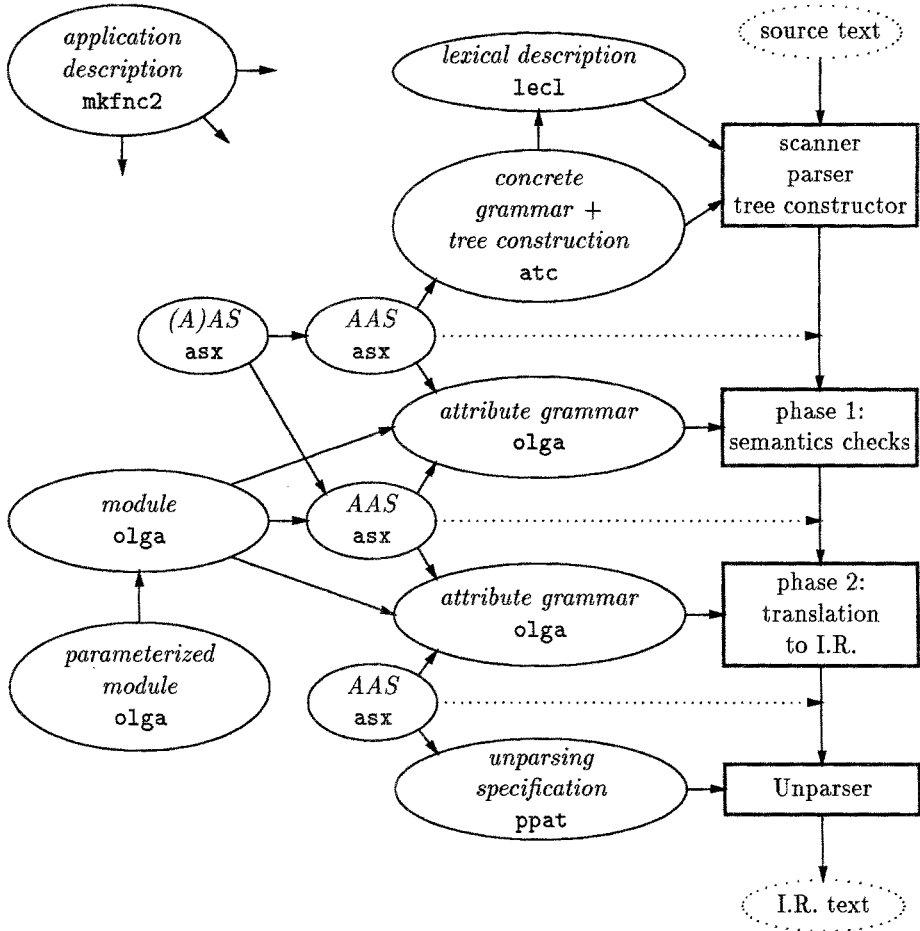 application
description
mkfnc2
source text
lexical description
lecl
scanner
parser
tree constructor
concrete
grammar +
tree construction
atc
(A)AS
asx
AAS
asx
attribute grammar
olga
phase 1:
semantics checks
module
olga
AAS
asx
attribute grammar
olga
phase 2:
translation
to I.R.
parameterized
module
olga
AAS
asx
unparsing
specification
ppat
Unparser
I.R. text